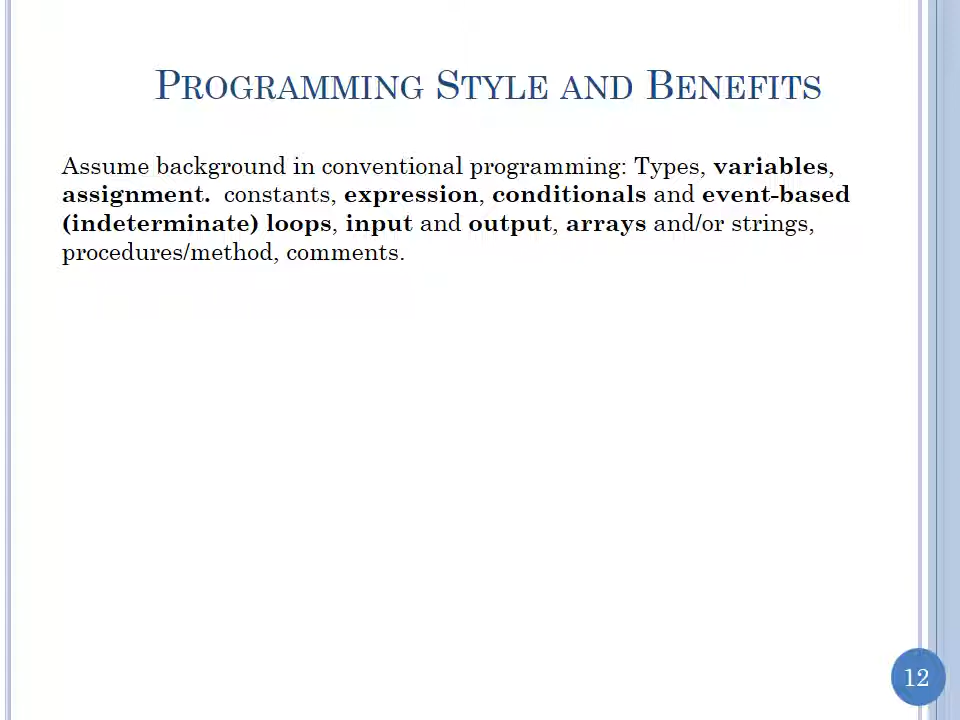 PROGRAMMING STYLE AND BENEFITS
Assume background in conventional programming: Types, variables,
assignment.  constants, expression, conditionals and event-based
(indeterminate) loops, input and output, arrays and/or strings,
procedures/method, comments.
12